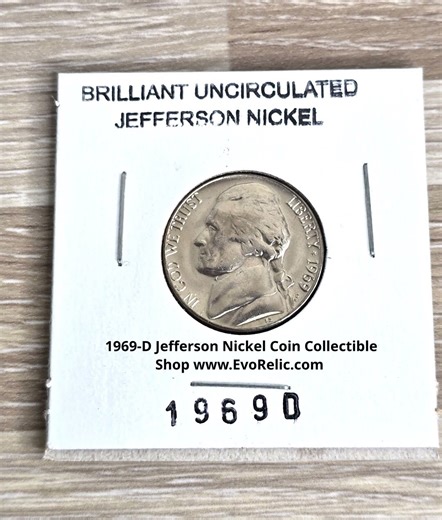 BRILLIANT UNCIRCULATED
JEFFERSON NICKEL
IN GOD WE TRUST
LIBERTY · 1969
1969-D Jefferson Nickel Coin Collectible
Shop www.EvoRelic.com
1969D